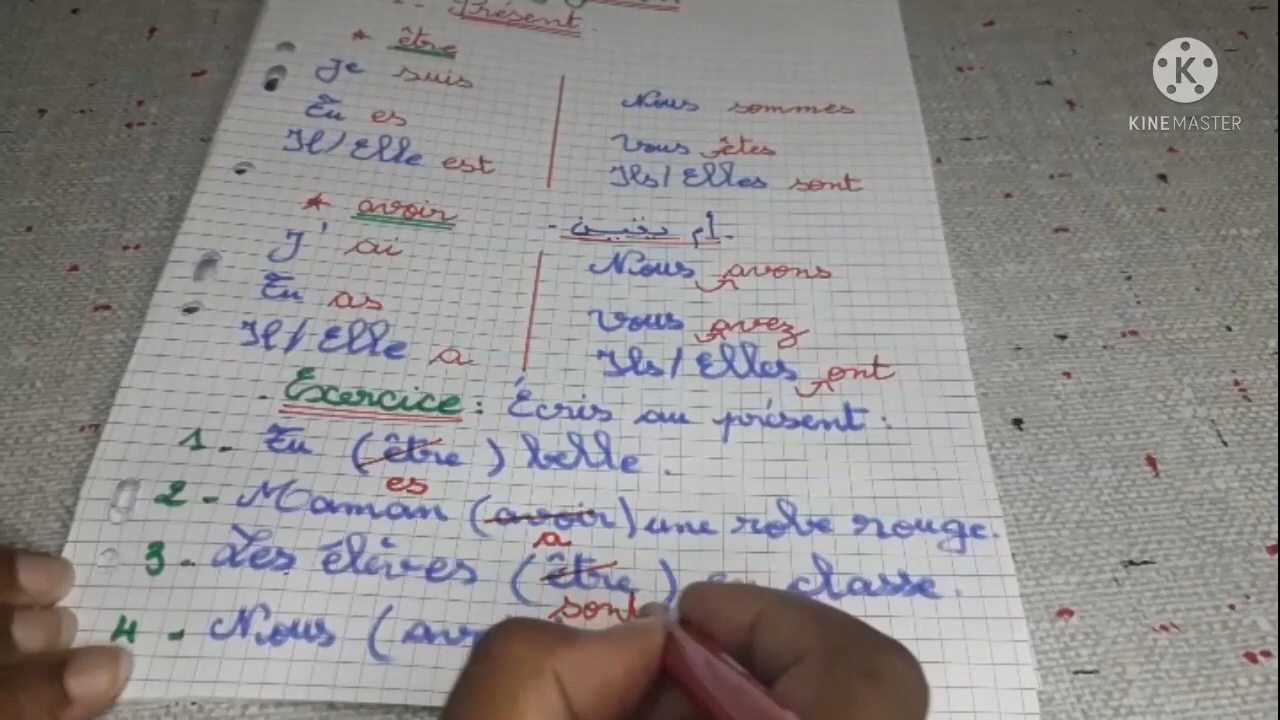 Présent
* être
Je suis
Tu es
Il/Elle est
Nous sommes
Vous êtes
Ils/Elles sont
* avoir
- أم يقين -
J'ai
Tu as
Il/Elle a
Nous avons
Vous avez
Ils/Elles ont
- Exercice : Écris au présent :
1 - Tu (être) belle.
es
2 - Maman (avoir) une robe rouge.
a
3 - Les élèves (être) en classe.
sont
4 - Nous (
KINEMASTER